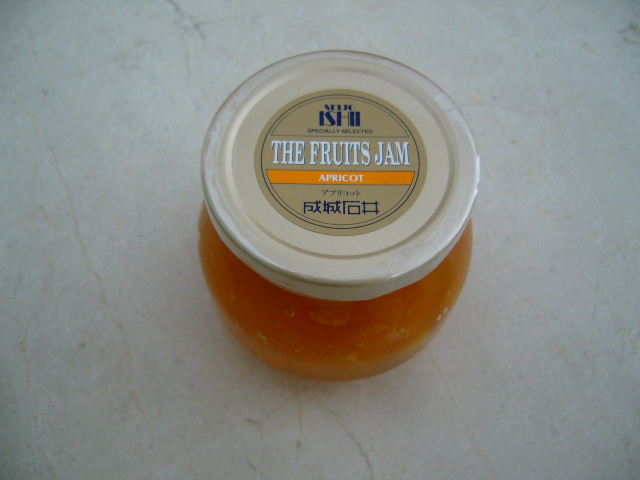 SEIJO
ISHII
SPECIALLY SELECTED
THE FRUITS JAM
APRICOT
アプリコット
成城石井